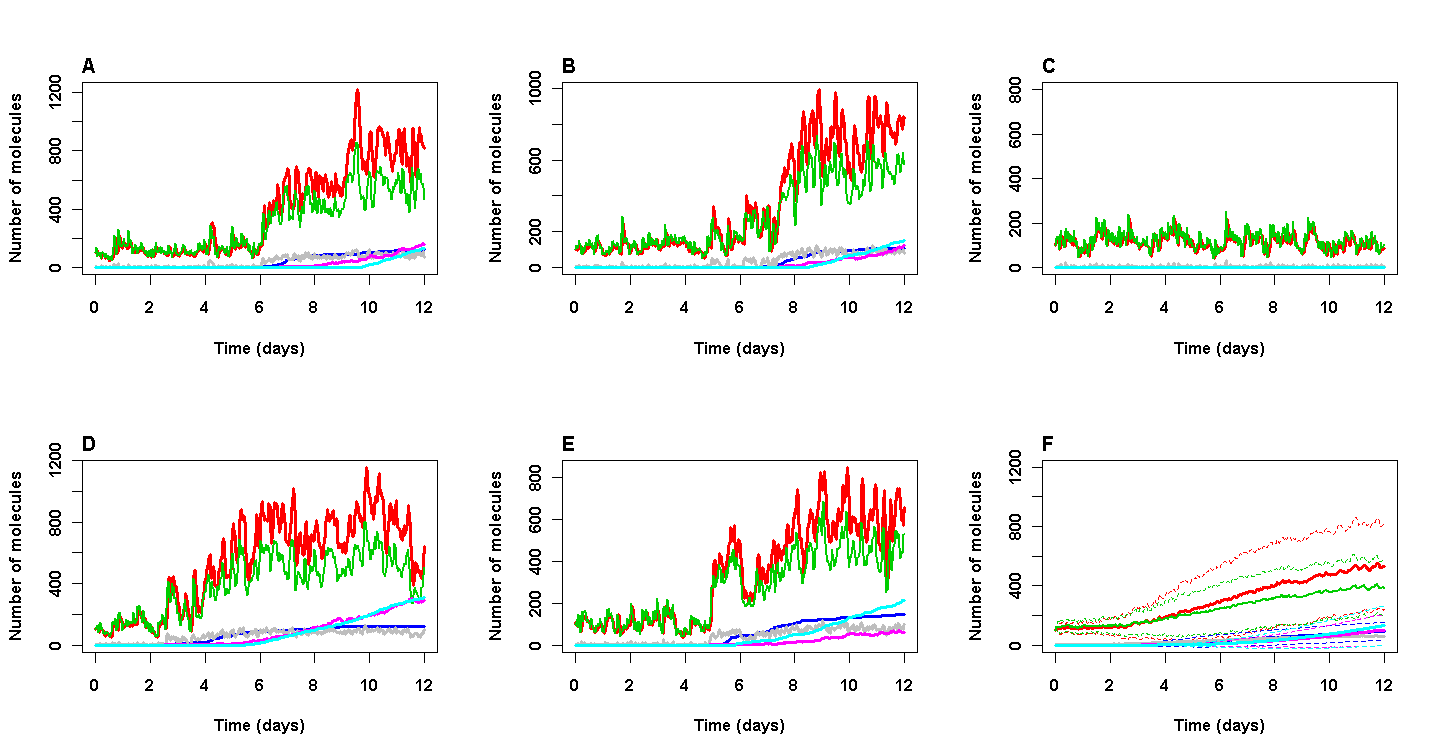 A
Number of molecules
0 400 800 1200
0 2 4 6 8 10 12
Time (days)
B
Number of molecules
0 200 600 1000
0 2 4 6 8 10 12
Time (days)
C
Number of molecules
0 200 400 600 800
0 2 4 6 8 10 12
Time (days)
D
Number of molecules
0 400 800 1200
0 2 4 6 8 10 12
Time (days)
E
Number of molecules
0 200 400 600 800
0 2 4 6 8 10 12
Time (days)
F
Number of molecules
0 400 800 1200
0 2 4 6 8 10 12
Time (days)